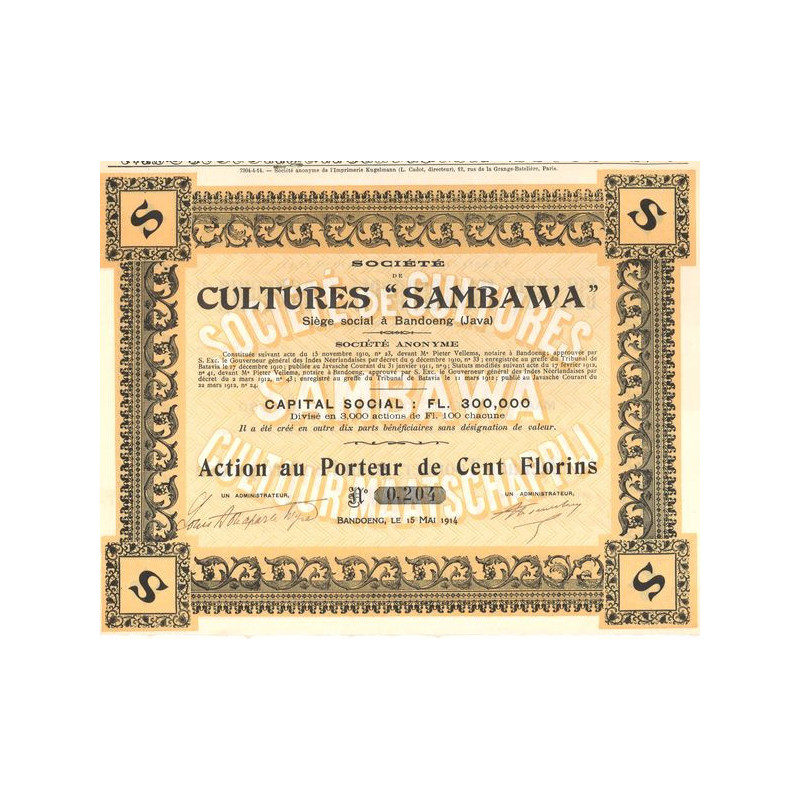 7204-4-14. — Société anonyme de l'Imprimerie Kugelmann (L. Cadot, directeur), 12, rue de la Grange-Batelière, Paris.
S S
SOCIÉTÉ
DE
CULTURES "SAMBAWA"
Siège social à Bandoeng (Java)
SOCIÉTÉ ANONYME
Constituée suivant acte du 15 novembre 1910, nº 23, devant Mᵉ Pieter Vellema, notaire à Bandoeng; approuvée par
S. Exc. le Gouverneur général des Indes Néerlandaises par décret du 9 décembre 1910, nº 33; enregistré au greffe du Tribunal de
Batavia le 17 décembre 1910; publiée au Javasche Courant du 31 janvier 1911, nº 9; Statuts modifiés suivant acte du 17 février 1912,
nº 41, devant Mᵉ Pieter Vellema, notaire à Bandoeng, approuvé par S. Exc. le Gouverneur général des Indes Néerlandaises par
décret du 2 mars 1912, nº 43; enregistré au greffe du Tribunal de Batavia le 11 mars 1912; publié au Javasche Courant du
22 mars 1912, nº 24.
CAPITAL SOCIAL : FL. 300,000
Divisé en 3,000 actions de Fl. 100 chacune
Il a été créé en outre dix parts bénéficiaires sans désignation de valeur.
Action au Porteur de Cent Florins
UN ADMINISTRATEUR, Nº 0.204 UN ADMINISTRATEUR,
BANDOENG, LE 15 MAI 1914
S S
SOCIÉTÉ DE CULTURES
SAMBAWA
CULTUUR MAATSCHAPPIJ